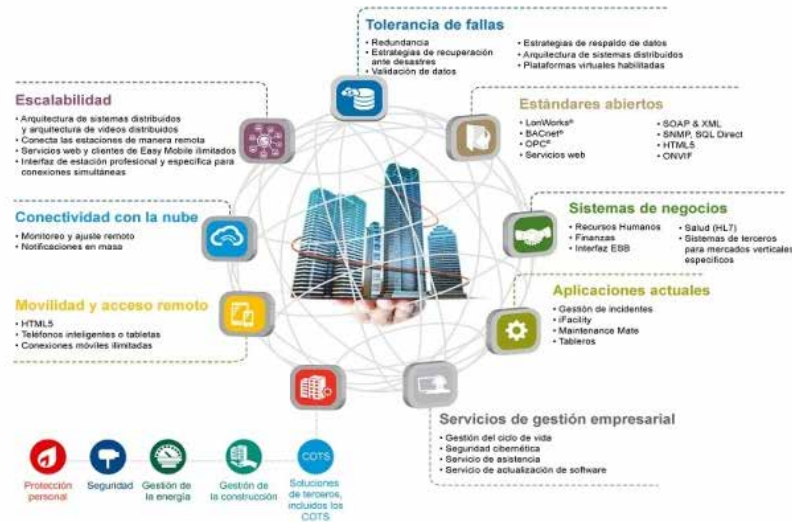 Tolerancia de fallas
• Redundancia
• Estrategias de recuperación
ante desastres
• Validación de datos
• Estrategias de respaldo de datos
• Arquitectura de sistemas distribuidos
• Plataformas virtuales habilitadas
Escalabilidad
• Arquitectura de sistemas distribuidos
y arquitectura de videos distribuidos
• Conecta las estaciones de manera remota
• Servicios web y clientes de Easy Mobile ilimitados
• Interfaz de estación profesional y específica para
conexiones simultáneas
Estándares abiertos
• LonWorks®
• BACnet®
• OPC®
• Servicios web
• SOAP & XML
• SNMP, SQL Direct
• HTML5
• ONVIF
Conectividad con la nube
• Monitoreo y ajuste remoto
• Notificaciones en masa
Sistemas de negocios
• Recursos Humanos
• Finanzas
• Interfaz ESB
• Salud (HL7)
• Sistemas de terceros
para mercados verticales
específicos
Movilidad y acceso remoto
• HTML5
• Teléfonos inteligentes o tabletas
• Conexiones móviles ilimitadas
Aplicaciones actuales
• Gestión de incidentes
• iFacility
• Maintenance Mate
• Tableros
Servicios de gestión empresarial
• Gestión del ciclo de vida
• Seguridad cibernética
• Servicio de asistencia
• Servicio de actualización de software
Protección
personal
Seguridad
Gestión de
la energía
Gestión de
la construcción
COTS
Soluciones
de terceros,
incluidos los
COTS